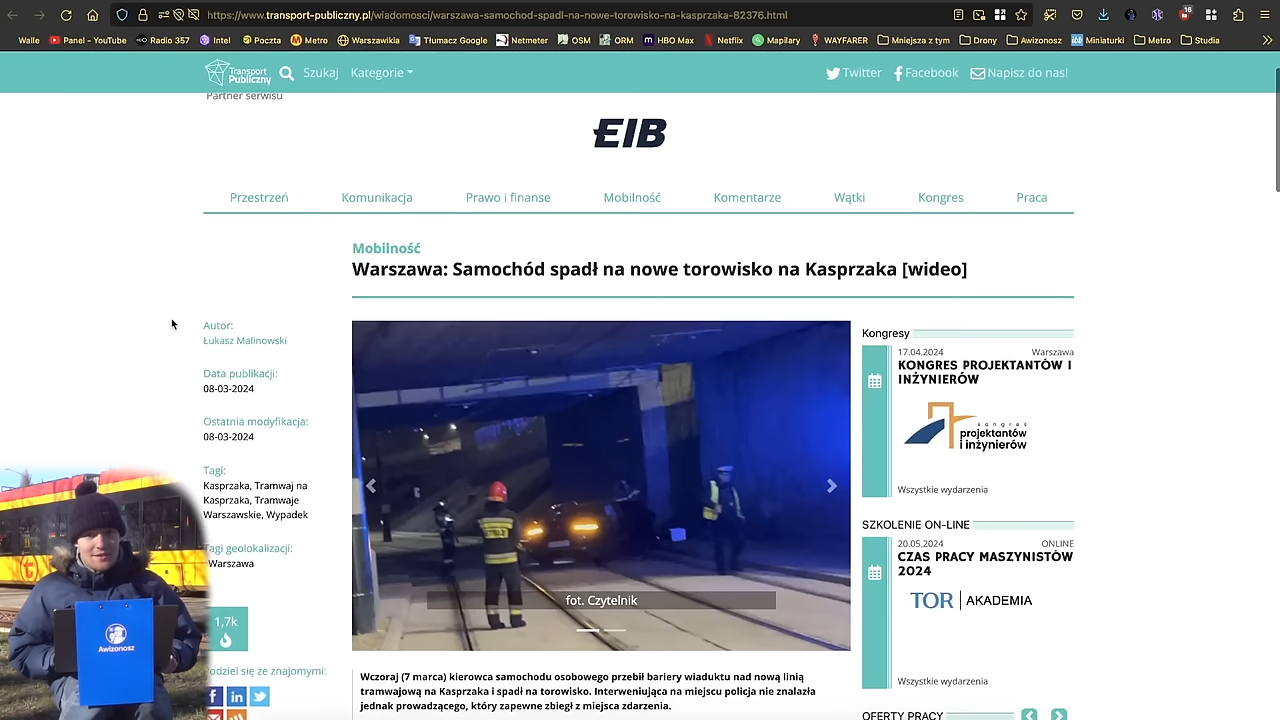 https://www.transport-publiczny.pl/wiadomosci/warszawa-samochod-spadl-na-nowe-torowisko-na-kasprzaka-82376.html
16
Walle Panel - YouTube Radio 357 Intel Poczta Metro Warszawikia Tłumacz Google Netmeter OSM ORM HBO Max Netflix Mapilary WAYFARER Miejsza z tym Drony Awizonosz Miniaturki Metro Studia
Transport
Publiczny
Szukaj Kategorie
Twitter Facebook Napisz do nas!
Partner serwisu
EIB
Przestrzeń Komunikacja Prawo i finanse Mobilność Komentarze Wątki Kongres Praca
Mobilność
Warszawa: Samochód spadł na nowe torowisko na Kasprzaka [wideo]
Autor:
Łukasz Malinowski
Data publikacji:
08-03-2024
Ostatnia modyfikacja:
08-03-2024
Tagi:
Kasprzaka, Tramwaj na
Kasprzaka, Tramwaje
Warszawskie, Wypadek
Tagi geolokalizacji:
Warszawa
1,7k
odziel się ze znajomymi:
Awizonosz
fot. Czytelnik
Wczoraj (7 marca) kierowca samochodu osobowego przebił bariery wiaduktu nad nową linią
tramwajową na Kasprzaka i spadł na torowisko. Interweniująca na miejscu policja nie znalazła
jednak prowadzącego, który zapewne zbiegł z miejsca zdarzenia.
Kongresy
17.04.2024 Warszawa
KONGRES PROJEKTANTÓW I
INŻYNIERÓW
kongres
projektantów
i inżynierów
Wszystkie wydarzenia
SZKOLENIE ON-LINE
20.05.2024 ONLINE
CZAS PRACY MASZYNISTÓW
2024
TOR AKADEMIA
Wszystkie wydarzenia
OFERTY PRACY